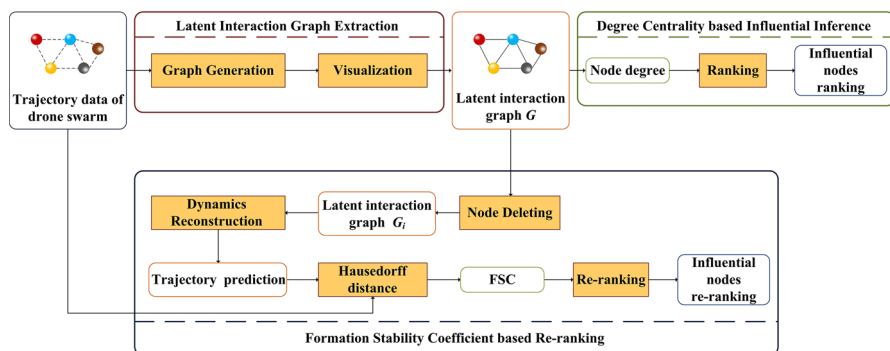 Latent Interaction Graph Extraction
Degree Centrality based Influential Inference
Trajectory data of
drone swarm
Graph Generation
Visualization
Latent interaction
graph G
Node degree
Ranking
Influential
nodes
ranking
Dynamics
Reconstruction
Latent interaction
graph Gi
Node Deleting
Trajectory prediction
Hausedorff
distance
FSC
Re-ranking
Influential
nodes
re-ranking
Formation Stability Coefficient based Re-ranking